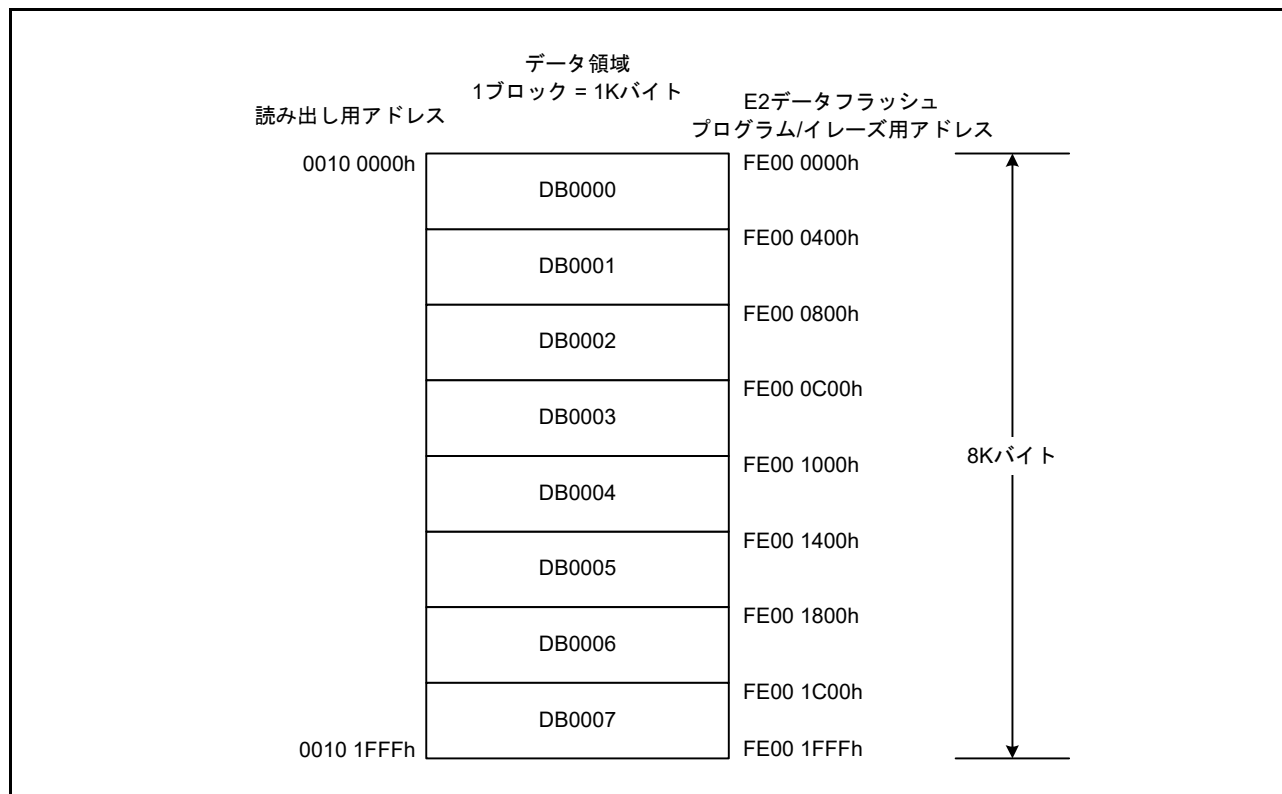 データ領域
1ブロック = 1Kバイト
読み出し用アドレス
E2データフラッシュ
プログラム/イレーズ用アドレス
0010 0000h
FE00 0000h
DB0000
FE00 0400h
DB0001
FE00 0800h
DB0002
FE00 0C00h
DB0003
FE00 1000h
8Kバイト
DB0004
FE00 1400h
DB0005
FE00 1800h
DB0006
FE00 1C00h
DB0007
0010 1FFFh
FE00 1FFFh